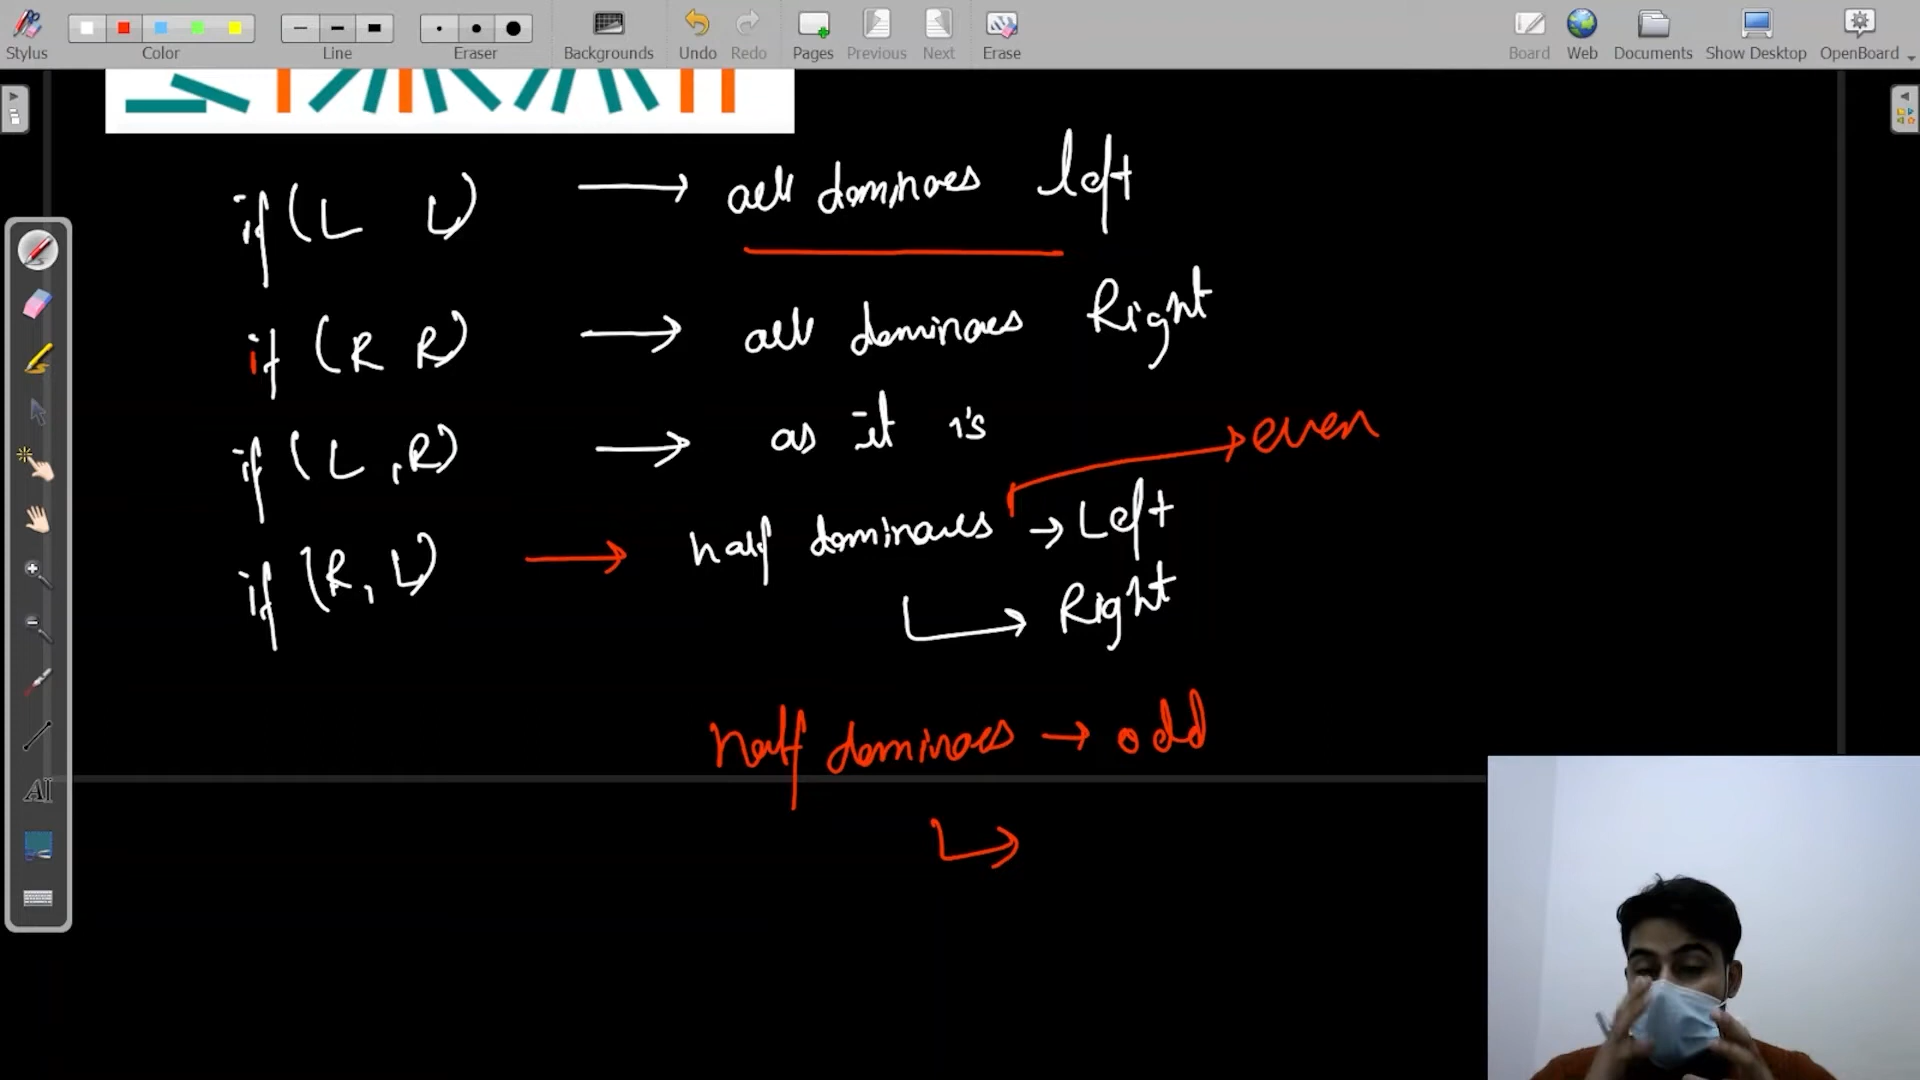 Stylus Color Line Eraser Backgrounds Undo Redo Pages Previous Next Erase Board Web Documents Show Desktop OpenBoard
if (L L) → all dominoes left
if (R R) → all dominoes Right
if (L ,R) → as it is
→ even
if (R, L) → half dominoes → Left
→ Right
half dominoes → odd
AI